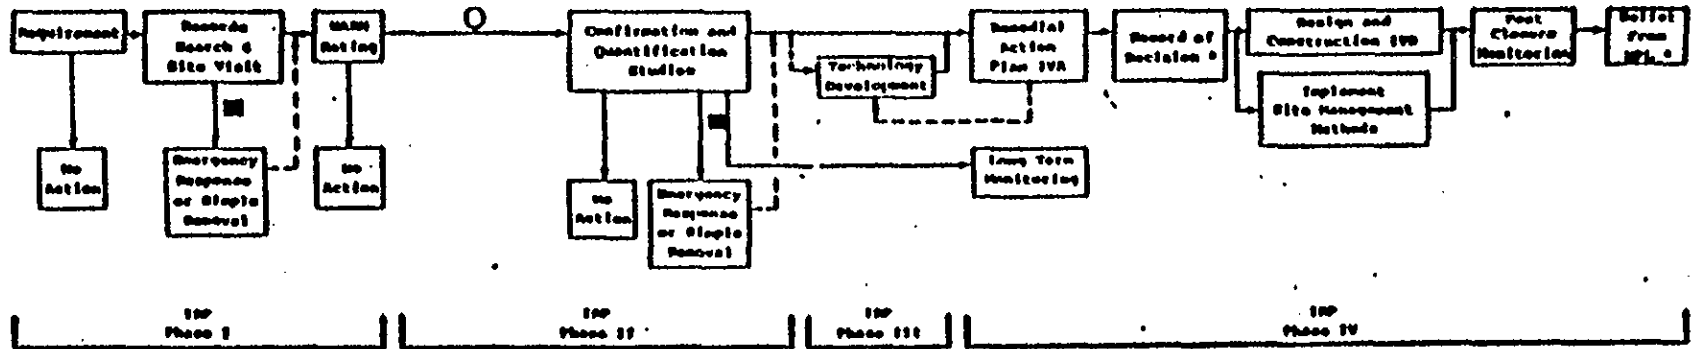 Requirement
Records
Search &
Site Visit
HARM
Rating
Confirmation and
Quantification
Studies
Technology
Development
Remedial
Action
Plan IVA
Record of
Decision
Design and
Construction IVB
Implement
Site Management
Methods
Post
Closure
Monitoring
Delist
from
NPL
No
Action
Emergency
Response
or Simple
Removal
No
Action
No
Action
Emergency
Response
or Simple
Removal
Long Term
Monitoring
IRP
Phase I
IRP
Phase II
IRP
Phase III
IRP
Phase IV